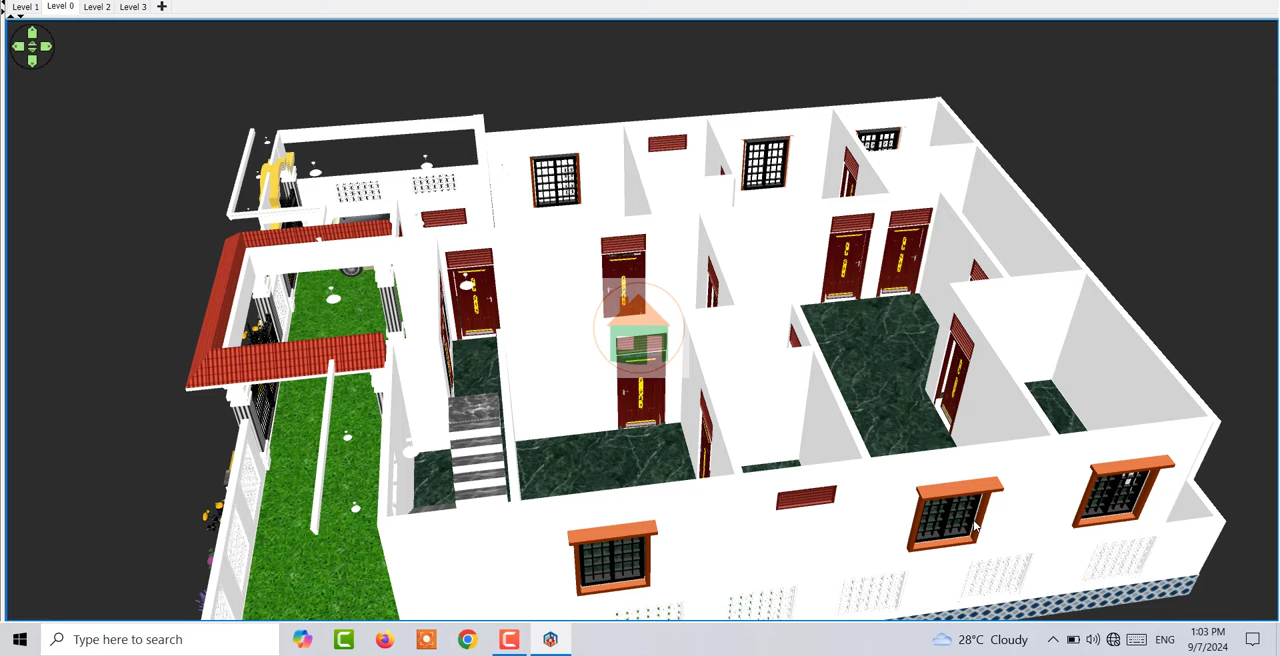 Level 1 Level 0 Level 2 Level 3
Type here to search
28°C Cloudy
ENG
1:03 PM
9/7/2024